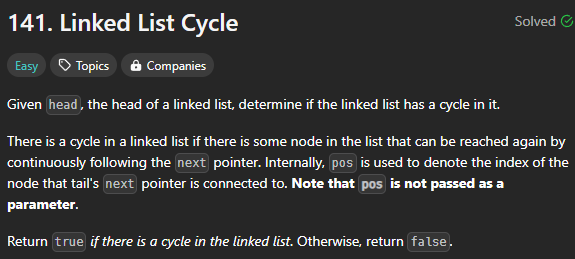 141. Linked List Cycle
Solved
Easy
Topics
Companies
Given head, the head of a linked list, determine if the linked list has a cycle in it.
There is a cycle in a linked list if there is some node in the list that can be reached again by
continuously following the next pointer. Internally, pos is used to denote the index of the
node that tail's next pointer is connected to. Note that pos is not passed as a
parameter.
Return true if there is a cycle in the linked list. Otherwise, return false.